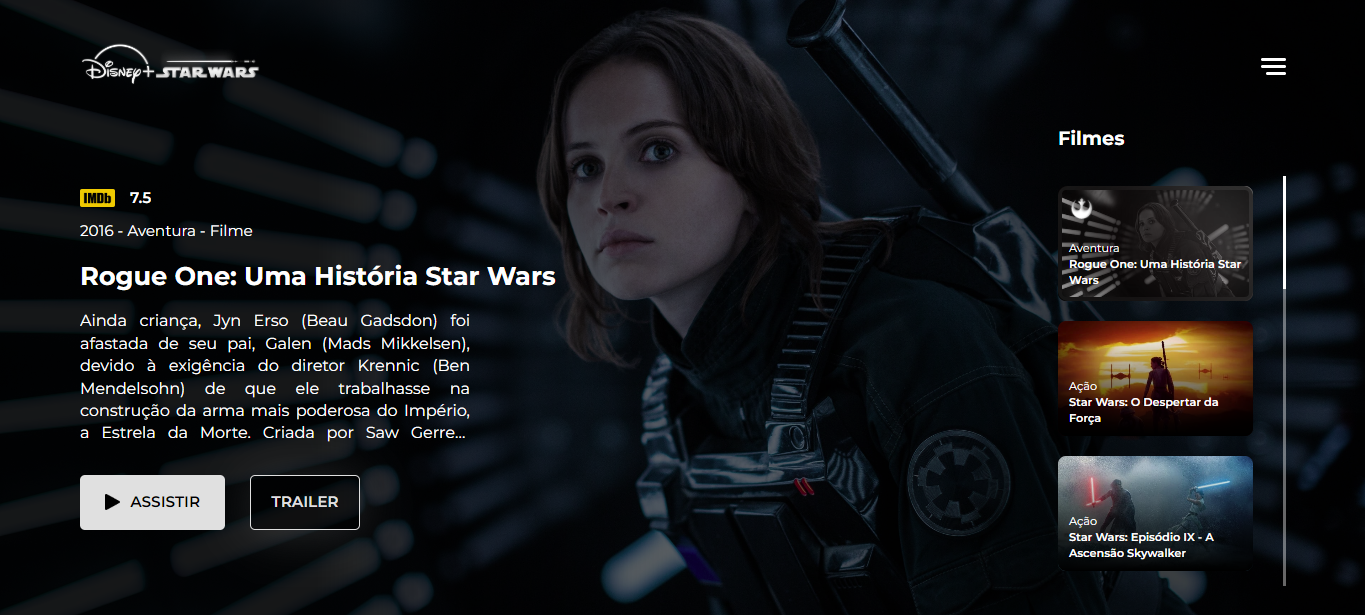 Disney+ STAR WARS
Filmes
IMDb 7.5
2016 - Aventura - Filme
Rogue One: Uma História Star Wars
Ainda criança, Jyn Erso (Beau Gadsdon) foi
afastada de seu pai, Galen (Mads Mikkelsen),
devido à exigência do diretor Krennic (Ben
Mendelsohn) de que ele trabalhasse na
construção da arma mais poderosa do Império,
a Estrela da Morte. Criada por Saw Gerre...
ASSISTIR
TRAILER
Aventura
Rogue One: Uma História Star
Wars
Ação
Star Wars: O Despertar da
Força
Ação
Star Wars: Episódio IX - A
Ascensão Skywalker